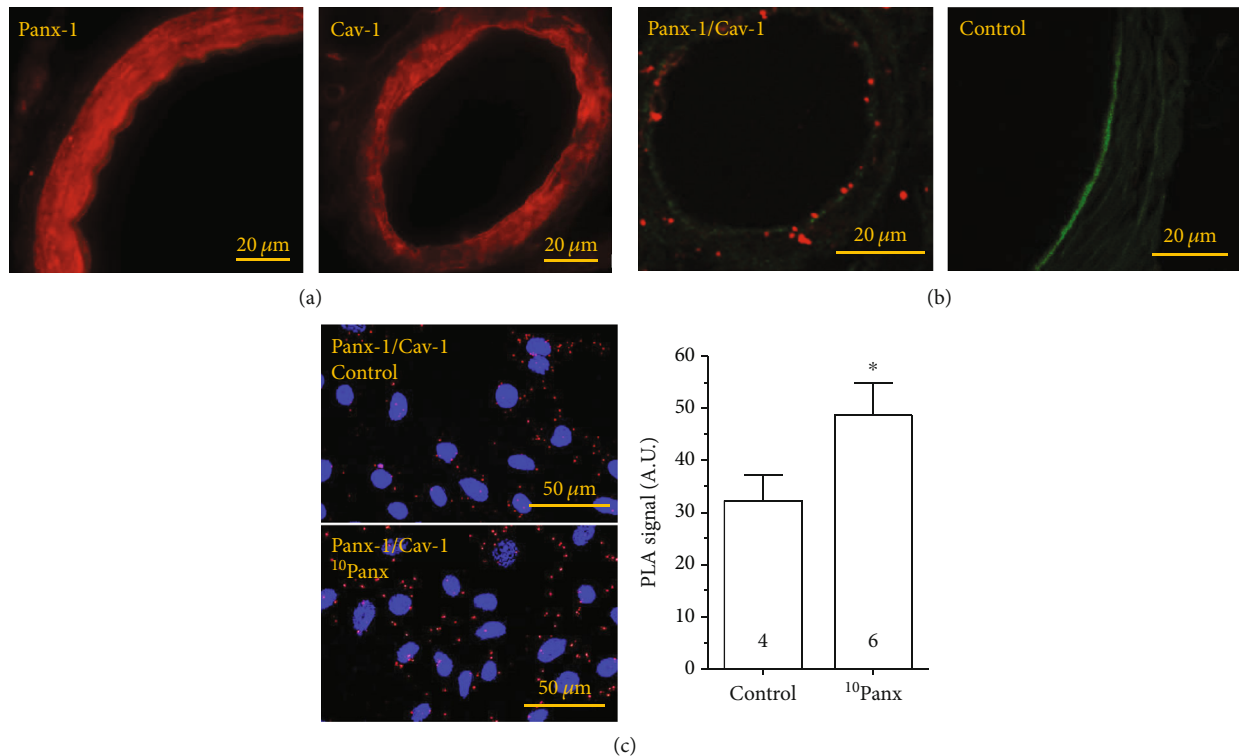 Panx-1
20 μm
Cav-1
20 μm
(a)
Panx-1/Cav-1
20 μm
Control
20 μm
(b)
Panx-1/Cav-1
Control
50 μm
Panx-1/Cav-1
¹⁰Panx
50 μm
PLA signal (A.U.)
60
50
40
30
20
10
0
*
4
6
Control
¹⁰Panx
(c)